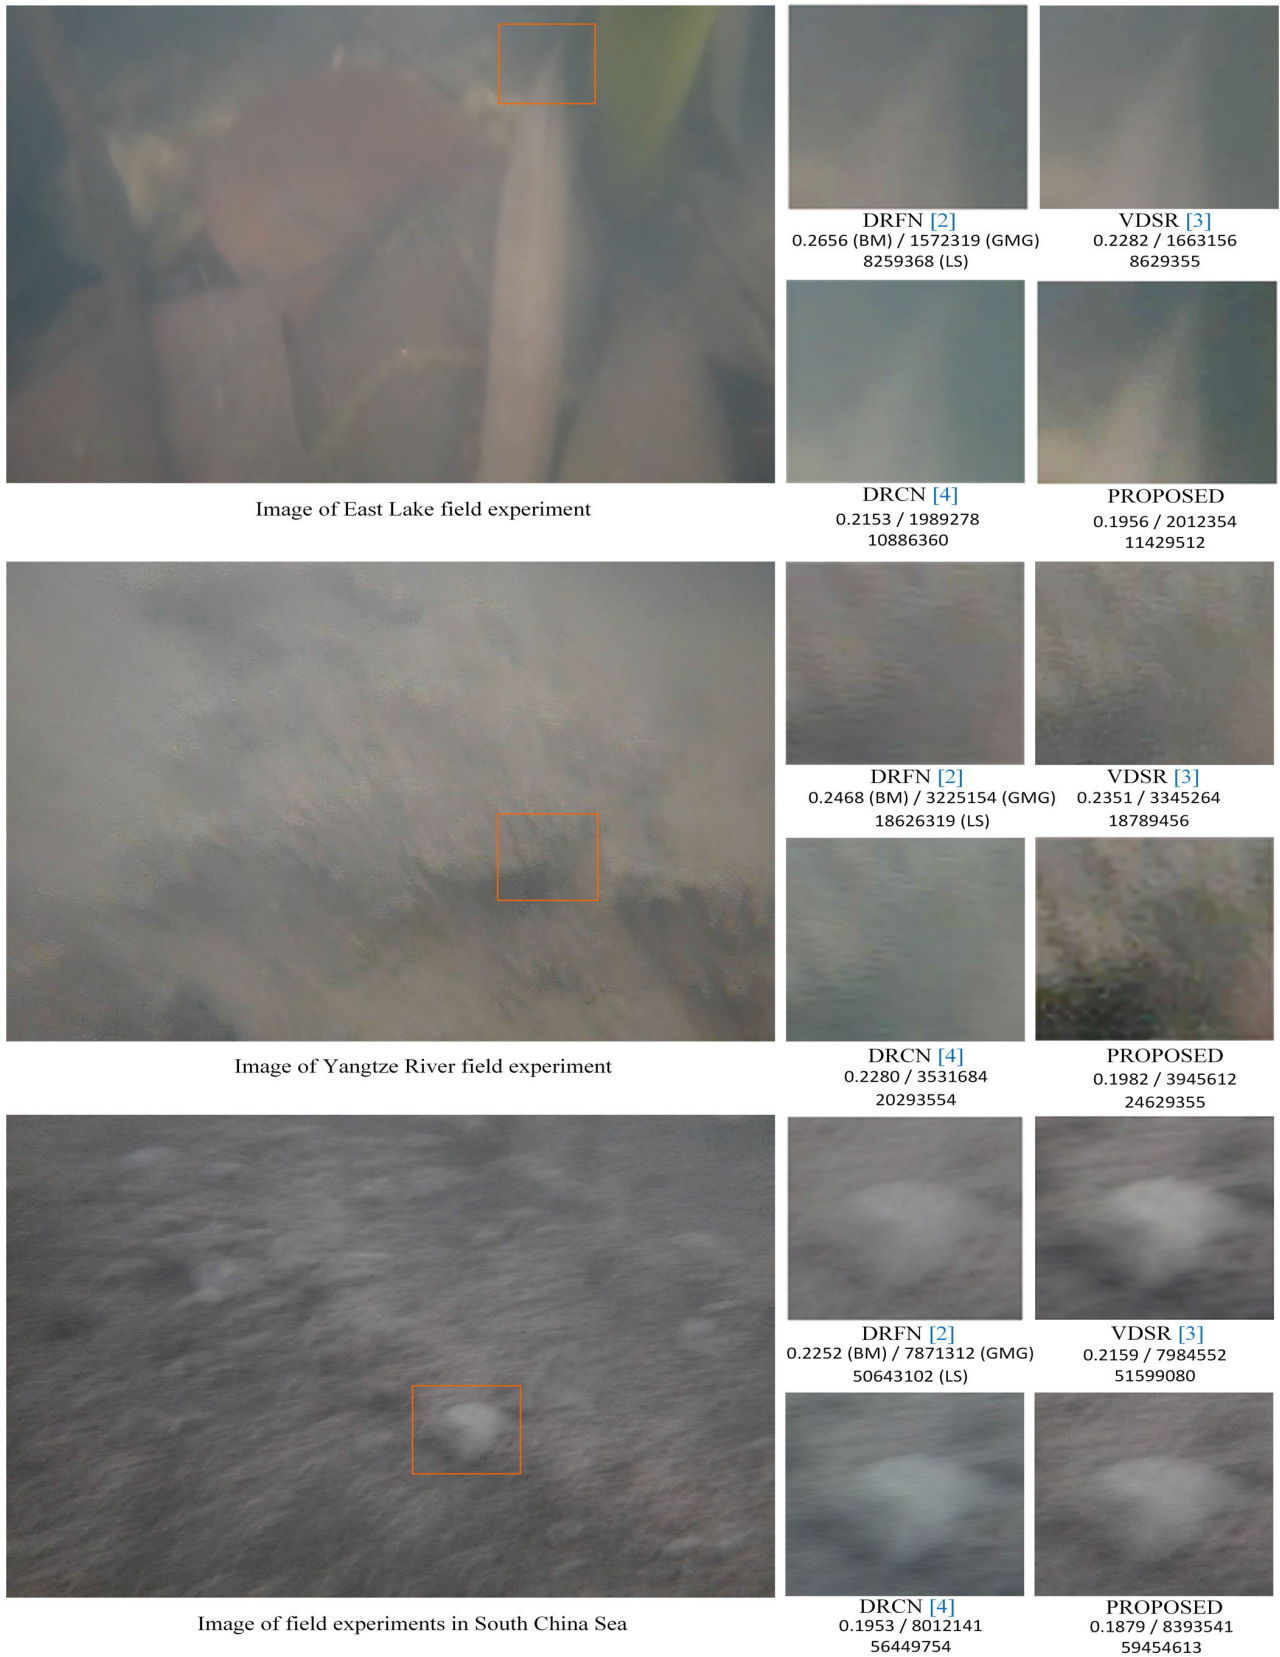 DRFN [2]
0.2656 (BM) / 1572319 (GMG)
8259368 (LS)
VDSR [3]
0.2282 / 1663156
8629355
DRCN [4]
0.2153 / 1989278
10886360
PROPOSED
0.1956 / 2012354
11429512
Image of East Lake field experiment
DRFN [2]
0.2468 (BM) / 3225154 (GMG)
18626319 (LS)
VDSR [3]
0.2351 / 3345264
18789456
DRCN [4]
0.2280 / 3531684
20293554
PROPOSED
0.1982 / 3945612
24629355
Image of Yangtze River field experiment
DRFN [2]
0.2252 (BM) / 7871312 (GMG)
50643102 (LS)
VDSR [3]
0.2159 / 7984552
51599080
DRCN [4]
0.1953 / 8012141
56449754
PROPOSED
0.1879 / 8393541
59454613
Image of field experiments in South China Sea